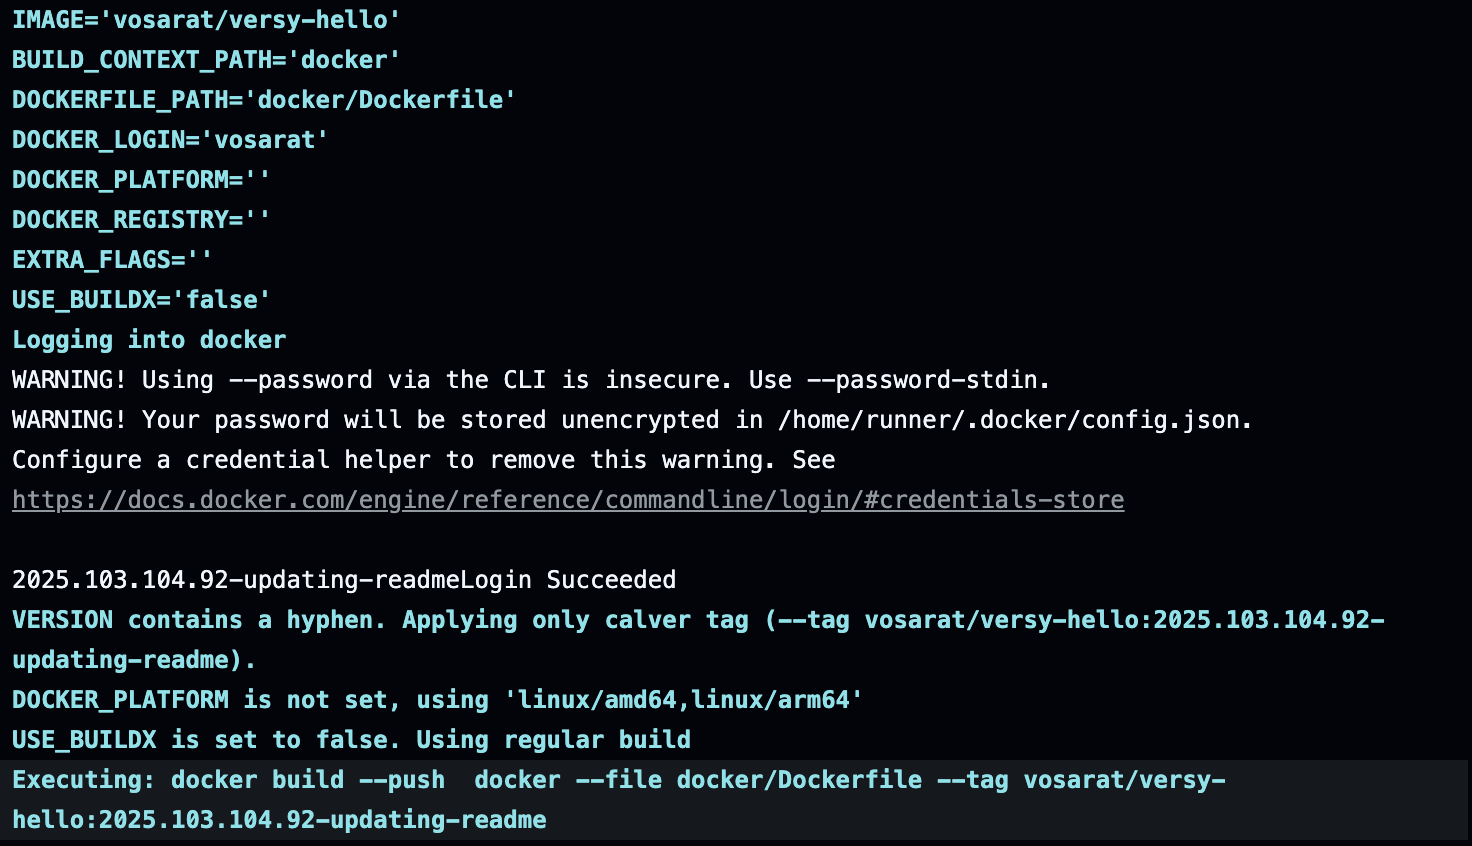 IMAGE='vosarat/versy-hello'
BUILD_CONTEXT_PATH='docker'
DOCKERFILE_PATH='docker/Dockerfile'
DOCKER_LOGIN='vosarat'
DOCKER_PLATFORM=''
DOCKER_REGISTRY=''
EXTRA_FLAGS=''
USE_BUILDX='false'
Logging into docker
WARNING! Using --password via the CLI is insecure. Use --password-stdin.
WARNING! Your password will be stored unencrypted in /home/runner/.docker/config.json.
Configure a credential helper to remove this warning. See
https://docs.docker.com/engine/reference/commandline/login/#credentials-store

2025.103.104.92-updating-readmeLogin Succeeded
VERSION contains a hyphen. Applying only calver tag (--tag vosarat/versy-hello:2025.103.104.92-
updating-readme).
DOCKER_PLATFORM is not set, using 'linux/amd64,linux/arm64'
USE_BUILDX is set to false. Using regular build
Executing: docker build --push  docker --file docker/Dockerfile --tag vosarat/versy-
hello:2025.103.104.92-updating-readme